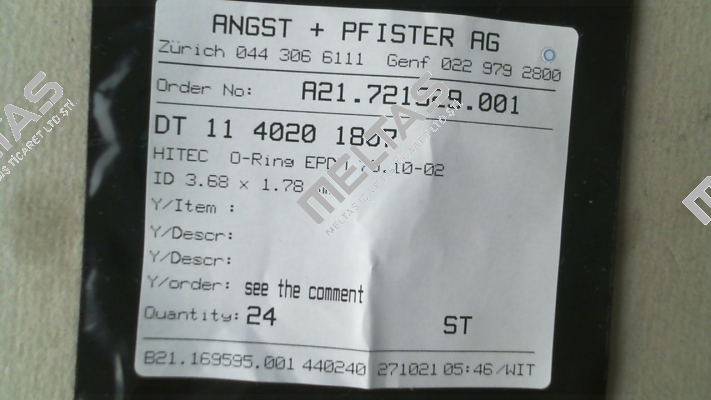 ANGST + PFISTER AG
Zürich 044 306 6111 Genf 022 979 2800
Order No:
DT 11 4020
HITEC O-Ring
ID 3.68 x 1.78
Y/Item :
Y/Descr:
Y/Descr:
Y/order: see the comment
Quantity: 24 ST
B21.169595.001 440240 271021 05:46/WIT
MELTAS
MELTAS